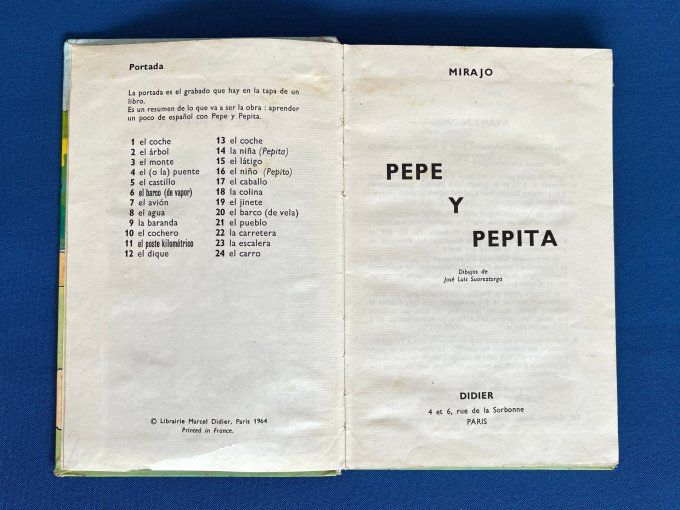 Portada
La portada es el grabado que hay en la tapa de un
libro.
Es un resumen de lo que va a ser la obra : aprender
un poco de español con Pepe y Pepita.
1 el coche
2 el árbol
3 el monte
4 el (o la) puente
5 el castillo
6 el barco (de vapor)
7 el avión
8 el agua
9 la baranda
10 el cochero
11 el poste kilométrico
12 el dique
13 el coche
14 la niña (Pepita)
15 el látigo
16 el niño (Pepito)
17 el caballo
18 la colina
19 el jinete
20 el barco (de vela)
21 el pueblo
22 la carretera
23 la escalera
24 el carro
© Librairie Marcel Didier, Paris 1964
Printed in France.
MIRAJO
PEPE
Y
PEPITA
Dibujos de
José Luis Suareztorga
DIDIER
4 et 6, rue de la Sorbonne
PARIS